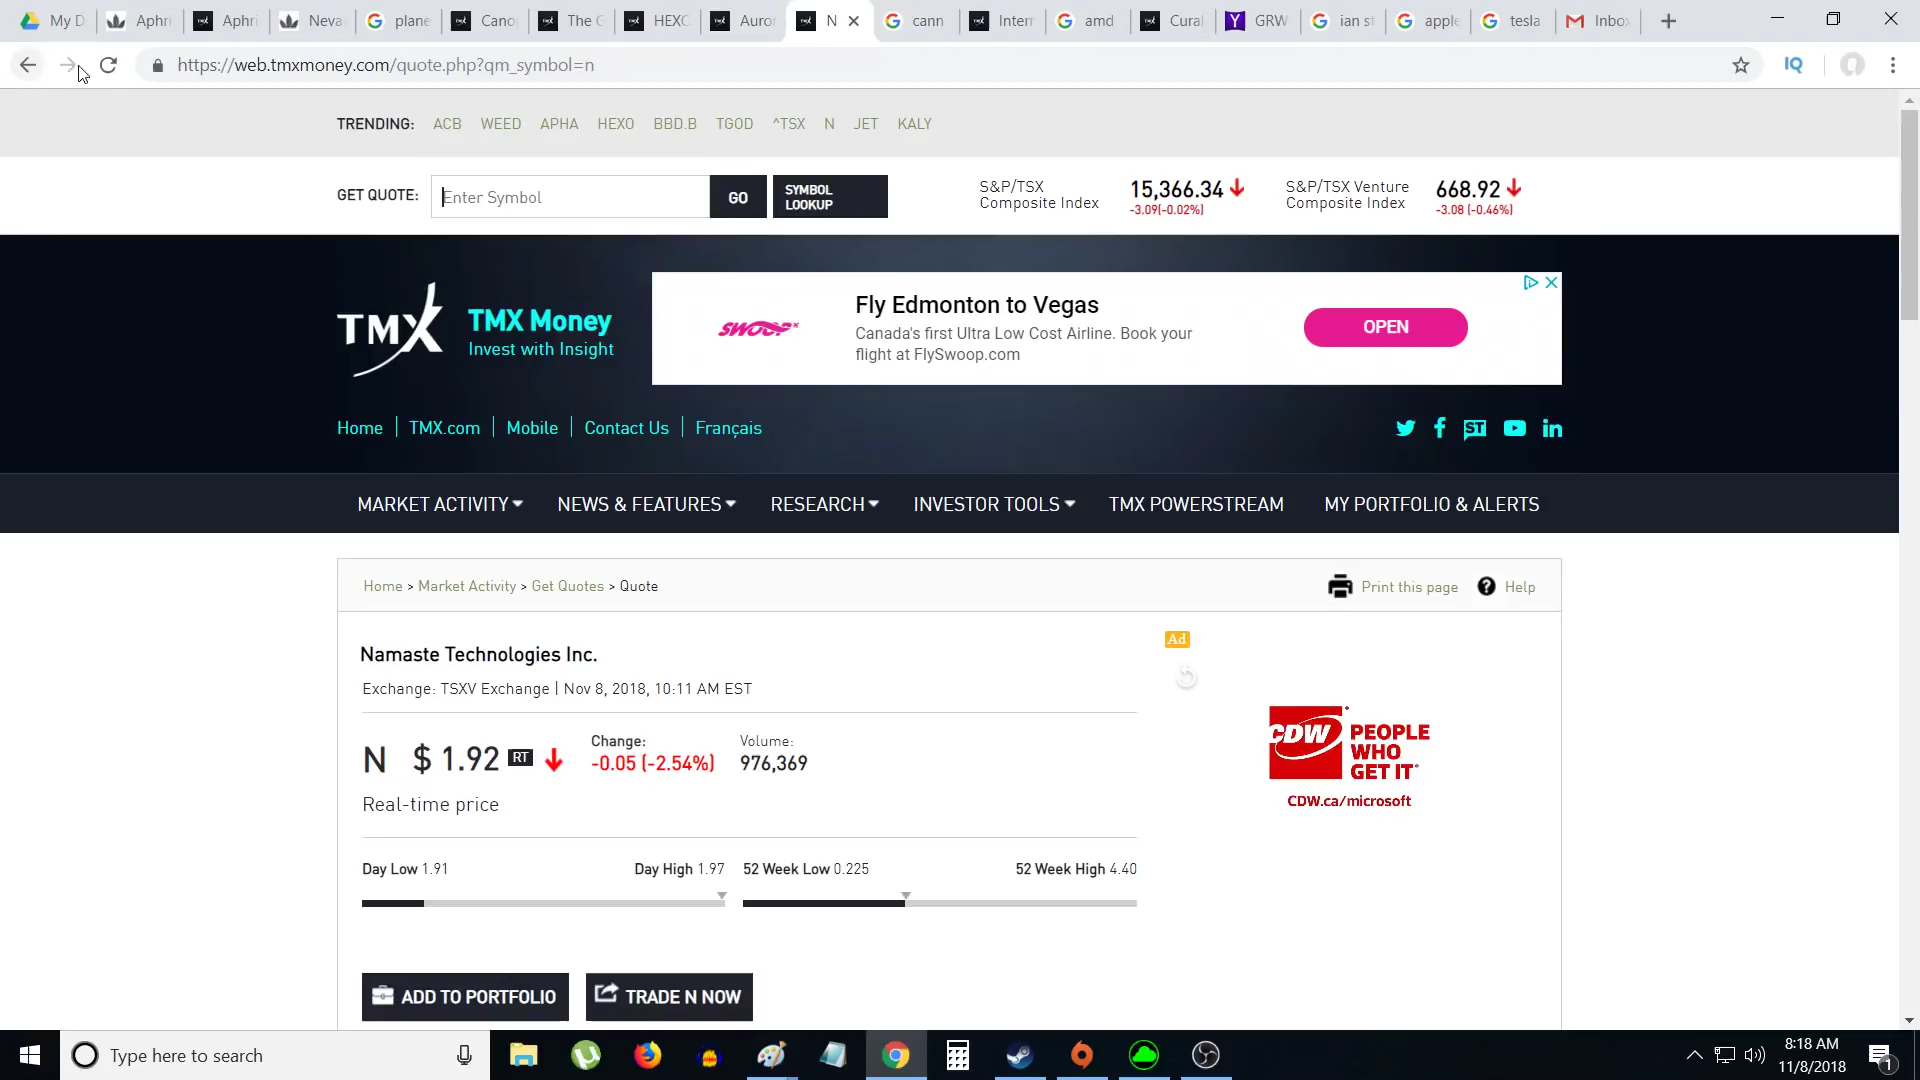 My D
Aphri
Aphri
Neva
plane
Cano
The G
HEXO
Auror
N
cann
Intern
amd
Cural
GRW
ian st
apple
tesla
Inbox
https://web.tmxmoney.com/quote.php?qm_symbol=n
IQ
TRENDING: ACB WEED APHA HEXO BBD.B TGOD ^TSX N JET KALY
GET QUOTE: Enter Symbol GO SYMBOL LOOKUP
S&P/TSX Composite Index 15,366.34 -3.09(-0.02%)
S&P/TSX Venture Composite Index 668.92 -3.08 (-0.46%)
TMX TMX Money
Invest with Insight
swoop
Fly Edmonton to Vegas
Canada's first Ultra Low Cost Airline. Book your
flight at FlySwoop.com
OPEN
Home | TMX.com | Mobile | Contact Us | Français
ST
MARKET ACTIVITY NEWS & FEATURES RESEARCH INVESTOR TOOLS TMX POWERSTREAM MY PORTFOLIO & ALERTS
Home > Market Activity > Get Quotes > Quote
Print this page ? Help
Namaste Technologies Inc.
Exchange: TSXV Exchange | Nov 8, 2018, 10:11 AM EST
N $ 1.92 RT
Change:
-0.05 (-2.54%)
Volume:
976,369
Real-time price
Day Low 1.91 Day High 1.97 52 Week Low 0.225 52 Week High 4.40
ADD TO PORTFOLIO TRADE N NOW
Ad
CDW PEOPLE
WHO
GET IT
CDW.ca/microsoft
Type here to search
8:18 AM
11/8/2018
1